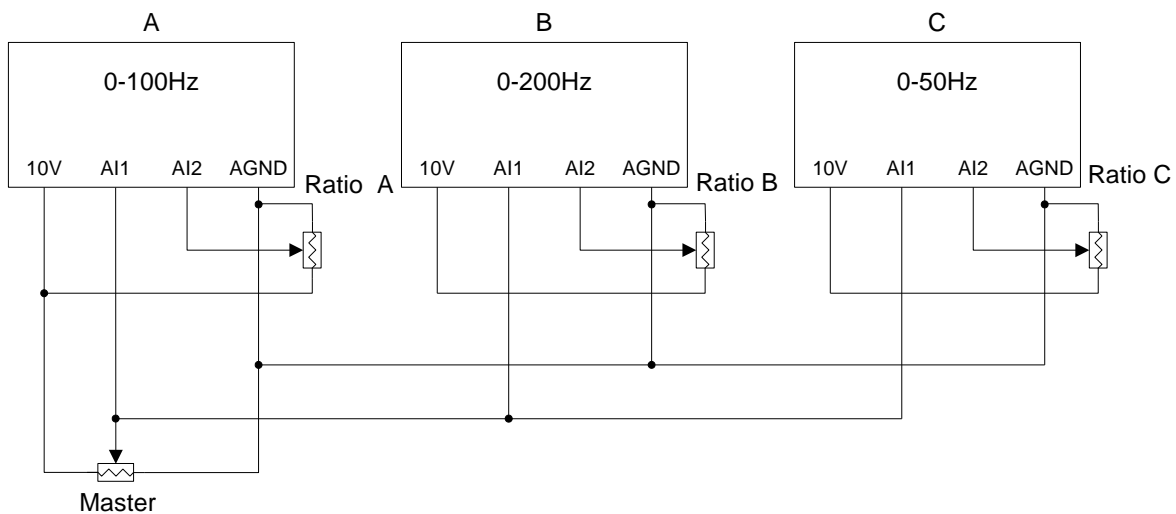 A
B
C
0-100Hz
0-200Hz
0-50Hz
10V AI1 AI2 AGND
10V AI1 AI2 AGND
10V AI1 AI2 AGND
Ratio A
Ratio B
Ratio C
Master